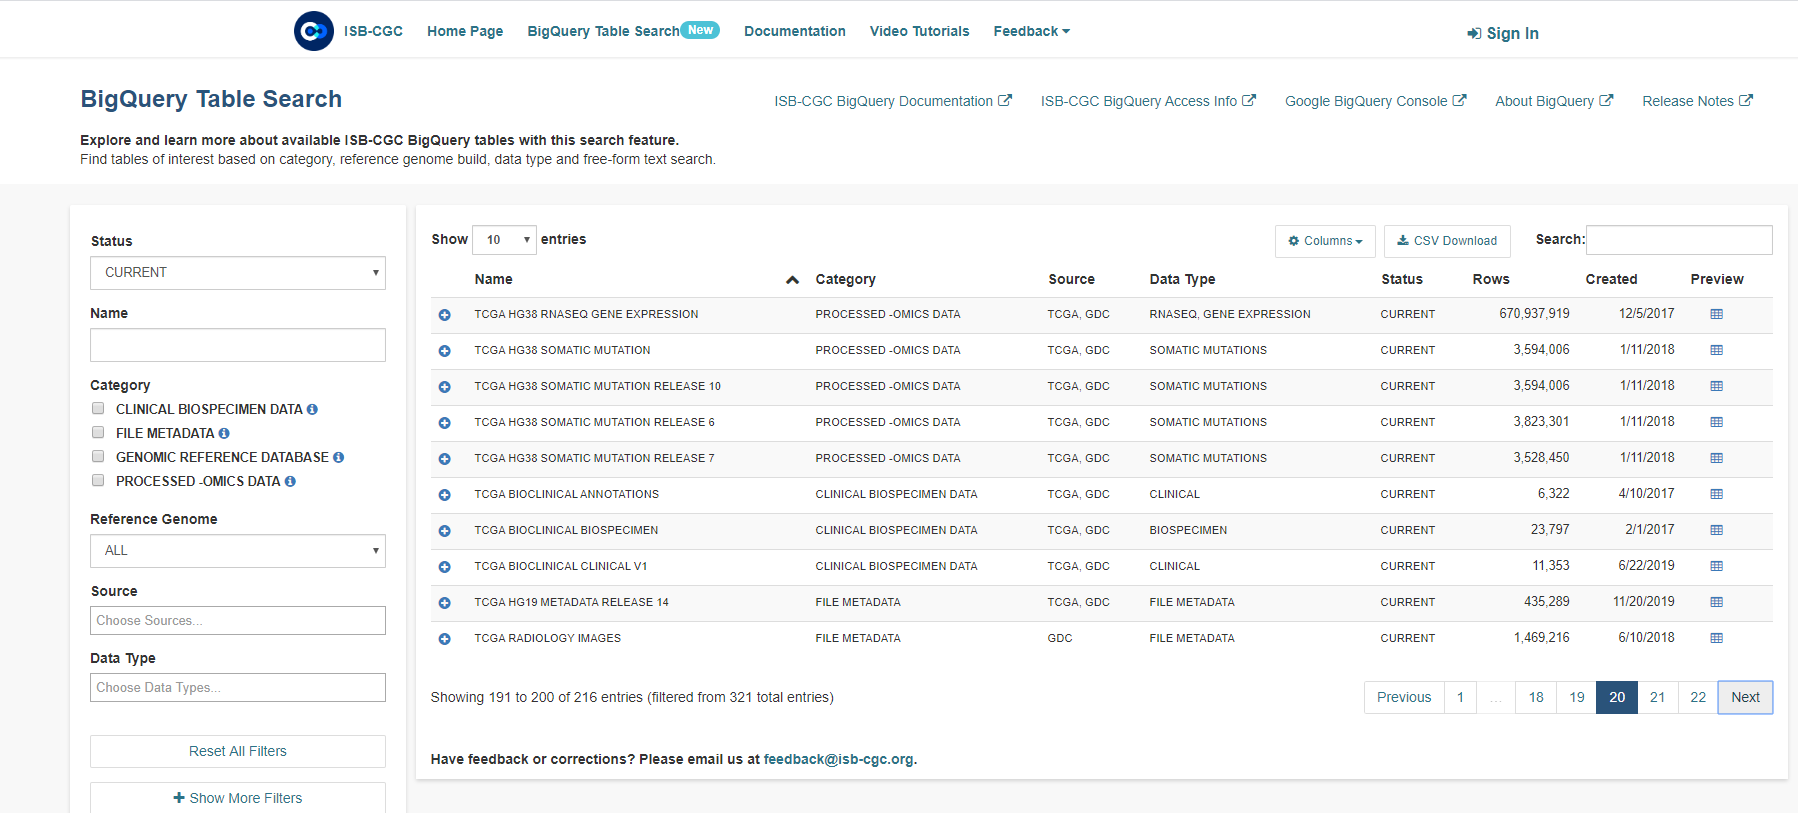 ISB-CGC Home Page BigQuery Table Search New Documentation Video Tutorials Feedback Sign In
BigQuery Table Search
ISB-CGC BigQuery Documentation ISB-CGC BigQuery Access Info Google BigQuery Console About BigQuery Release Notes
Explore and learn more about available ISB-CGC BigQuery tables with this search feature.
Find tables of interest based on category, reference genome build, data type and free-form text search.
Status
CURRENT
Name
Category
CLINICAL BIOSPECIMEN DATA
FILE METADATA
GENOMIC REFERENCE DATABASE
PROCESSED -OMICS DATA
Reference Genome
ALL
Source
Choose Sources...
Data Type
Choose Data Types...
Reset All Filters
Show More Filters
Show 10 entries Columns CSV Download Search:
Name Category Source Data Type Status Rows Created Preview
TCGA HG38 RNASEQ GENE EXPRESSION PROCESSED -OMICS DATA TCGA, GDC RNASEQ, GENE EXPRESSION CURRENT 670,937,919 12/5/2017
TCGA HG38 SOMATIC MUTATION PROCESSED -OMICS DATA TCGA, GDC SOMATIC MUTATIONS CURRENT 3,594,006 1/11/2018
TCGA HG38 SOMATIC MUTATION RELEASE 10 PROCESSED -OMICS DATA TCGA, GDC SOMATIC MUTATIONS CURRENT 3,594,006 1/11/2018
TCGA HG38 SOMATIC MUTATION RELEASE 6 PROCESSED -OMICS DATA TCGA, GDC SOMATIC MUTATIONS CURRENT 3,823,301 1/11/2018
TCGA HG38 SOMATIC MUTATION RELEASE 7 PROCESSED -OMICS DATA TCGA, GDC SOMATIC MUTATIONS CURRENT 3,528,450 1/11/2018
TCGA BIOCLINICAL ANNOTATIONS CLINICAL BIOSPECIMEN DATA TCGA, GDC CLINICAL CURRENT 6,322 4/10/2017
TCGA BIOCLINICAL BIOSPECIMEN CLINICAL BIOSPECIMEN DATA TCGA, GDC BIOSPECIMEN CURRENT 23,797 2/1/2017
TCGA BIOCLINICAL CLINICAL V1 CLINICAL BIOSPECIMEN DATA TCGA, GDC CLINICAL CURRENT 11,353 6/22/2019
TCGA HG19 METADATA RELEASE 14 FILE METADATA TCGA, GDC FILE METADATA CURRENT 435,289 11/20/2019
TCGA RADIOLOGY IMAGES FILE METADATA GDC FILE METADATA CURRENT 1,469,216 6/10/2018
Showing 191 to 200 of 216 entries (filtered from 321 total entries) Previous 1 ... 18 19 20 21 22 Next
Have feedback or corrections? Please email us at feedback@isb-cgc.org.